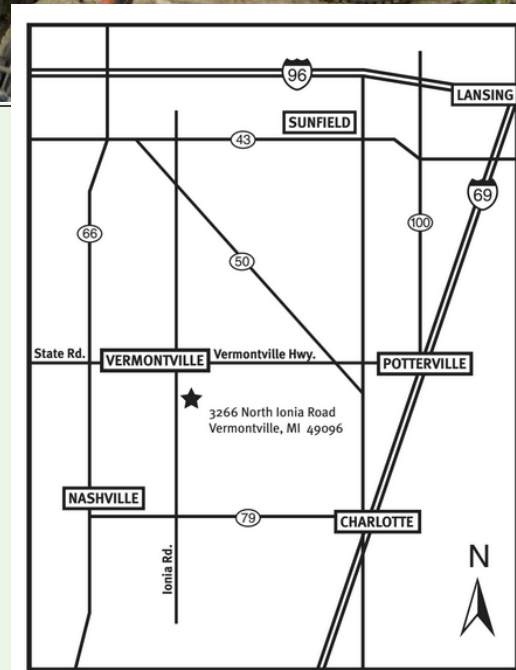 96
LANSING
SUNFIELD
43
69
66
100
50
State Rd.
VERMONTVILLE
Vermontville Hwy.
POTTERVILLE
3266 North Ionia Road
Vermontville, MI 49096
NASHVILLE
79
CHARLOTTE
Ionia Rd.
N